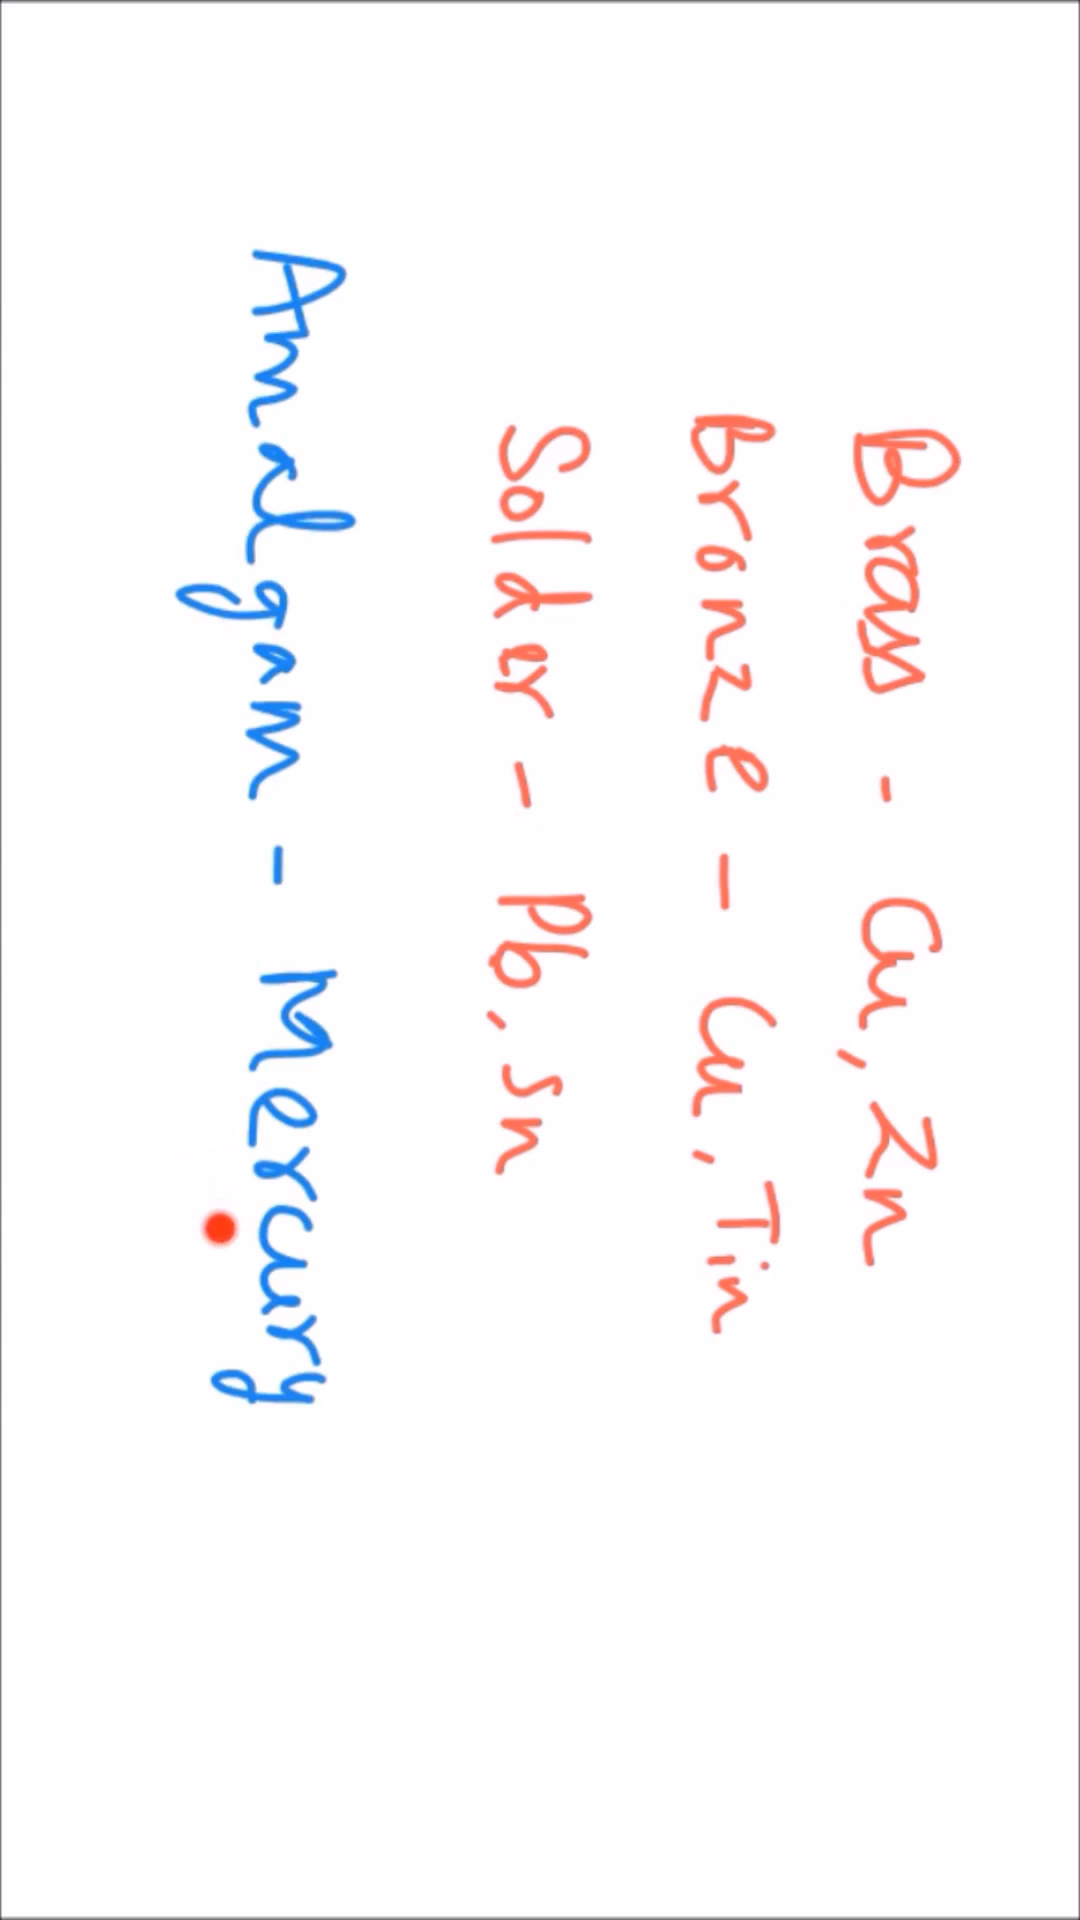 Brass - Cu, Zn
Bronze - Cu, Tin
Solder - Pb, Sn
Amalgam - Mercury